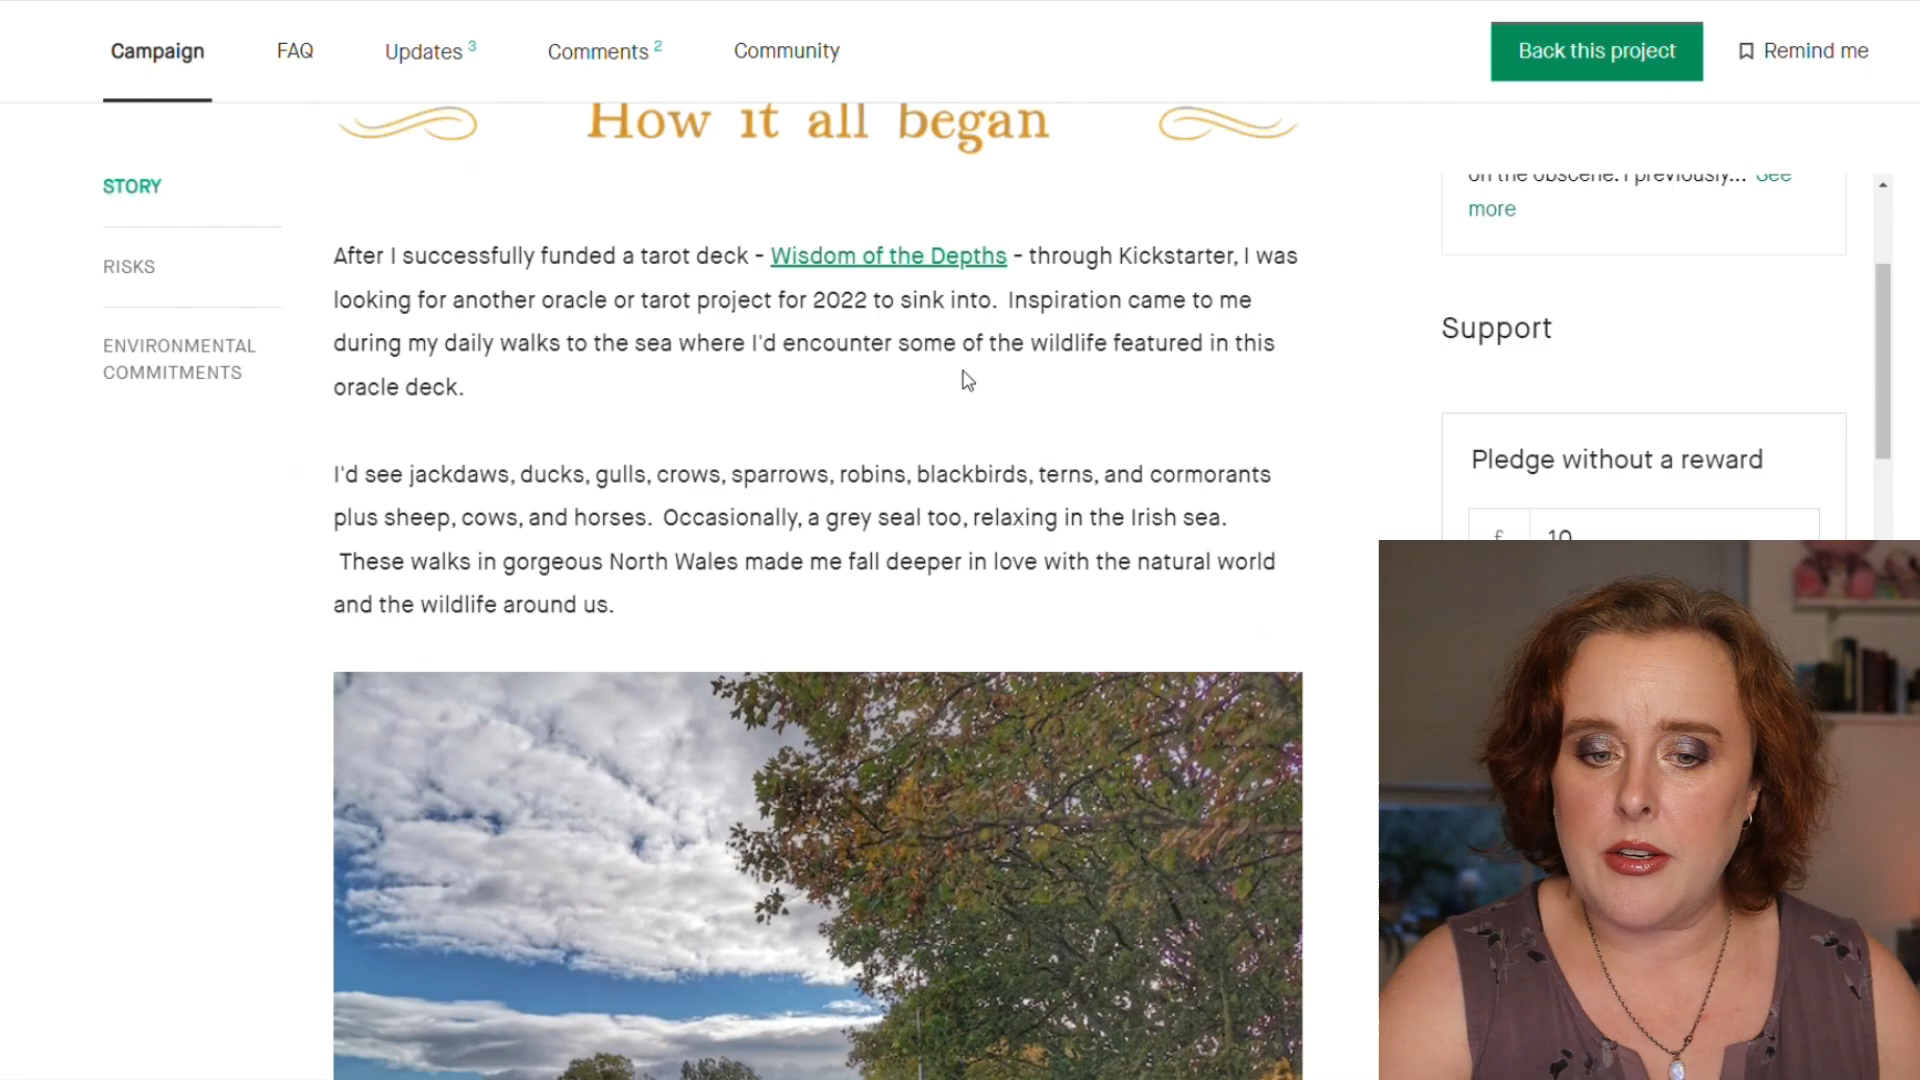 Campaign FAQ Updates 3 Comments 2 Community Back this project Remind me
How it all began
STORY
RISKS
ENVIRONMENTAL
COMMITMENTS
After I successfully funded a tarot deck - Wisdom of the Depths - through Kickstarter, I was
looking for another oracle or tarot project for 2022 to sink into. Inspiration came to me
during my daily walks to the sea where I'd encounter some of the wildlife featured in this
oracle deck.
I'd see jackdaws, ducks, gulls, crows, sparrows, robins, blackbirds, terns, and cormorants
plus sheep, cows, and horses. Occasionally, a grey seal too, relaxing in the Irish sea.
These walks in gorgeous North Wales made me fall deeper in love with the natural world
and the wildlife around us.
on the obscene. I previously... See
more
Support
Pledge without a reward
£ 10